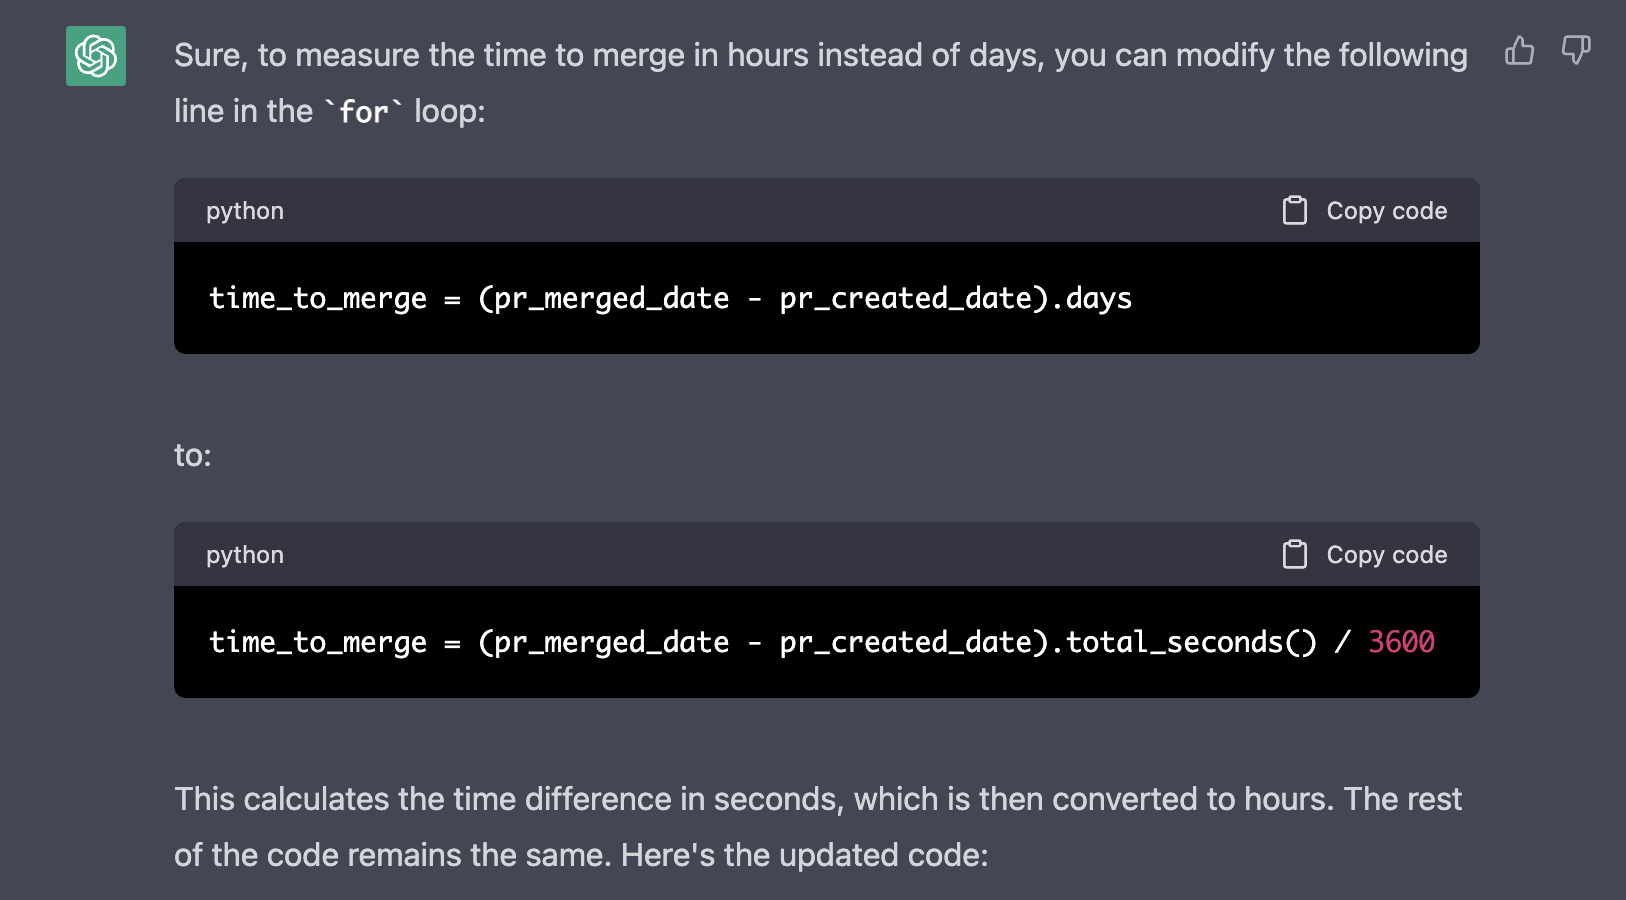 Sure, to measure the time to merge in hours instead of days, you can modify the following
line in the `for` loop:
python
Copy code
time_to_merge = (pr_merged_date - pr_created_date).days
to:
python
Copy code
time_to_merge = (pr_merged_date - pr_created_date).total_seconds() / 3600
This calculates the time difference in seconds, which is then converted to hours. The rest
of the code remains the same. Here's the updated code: